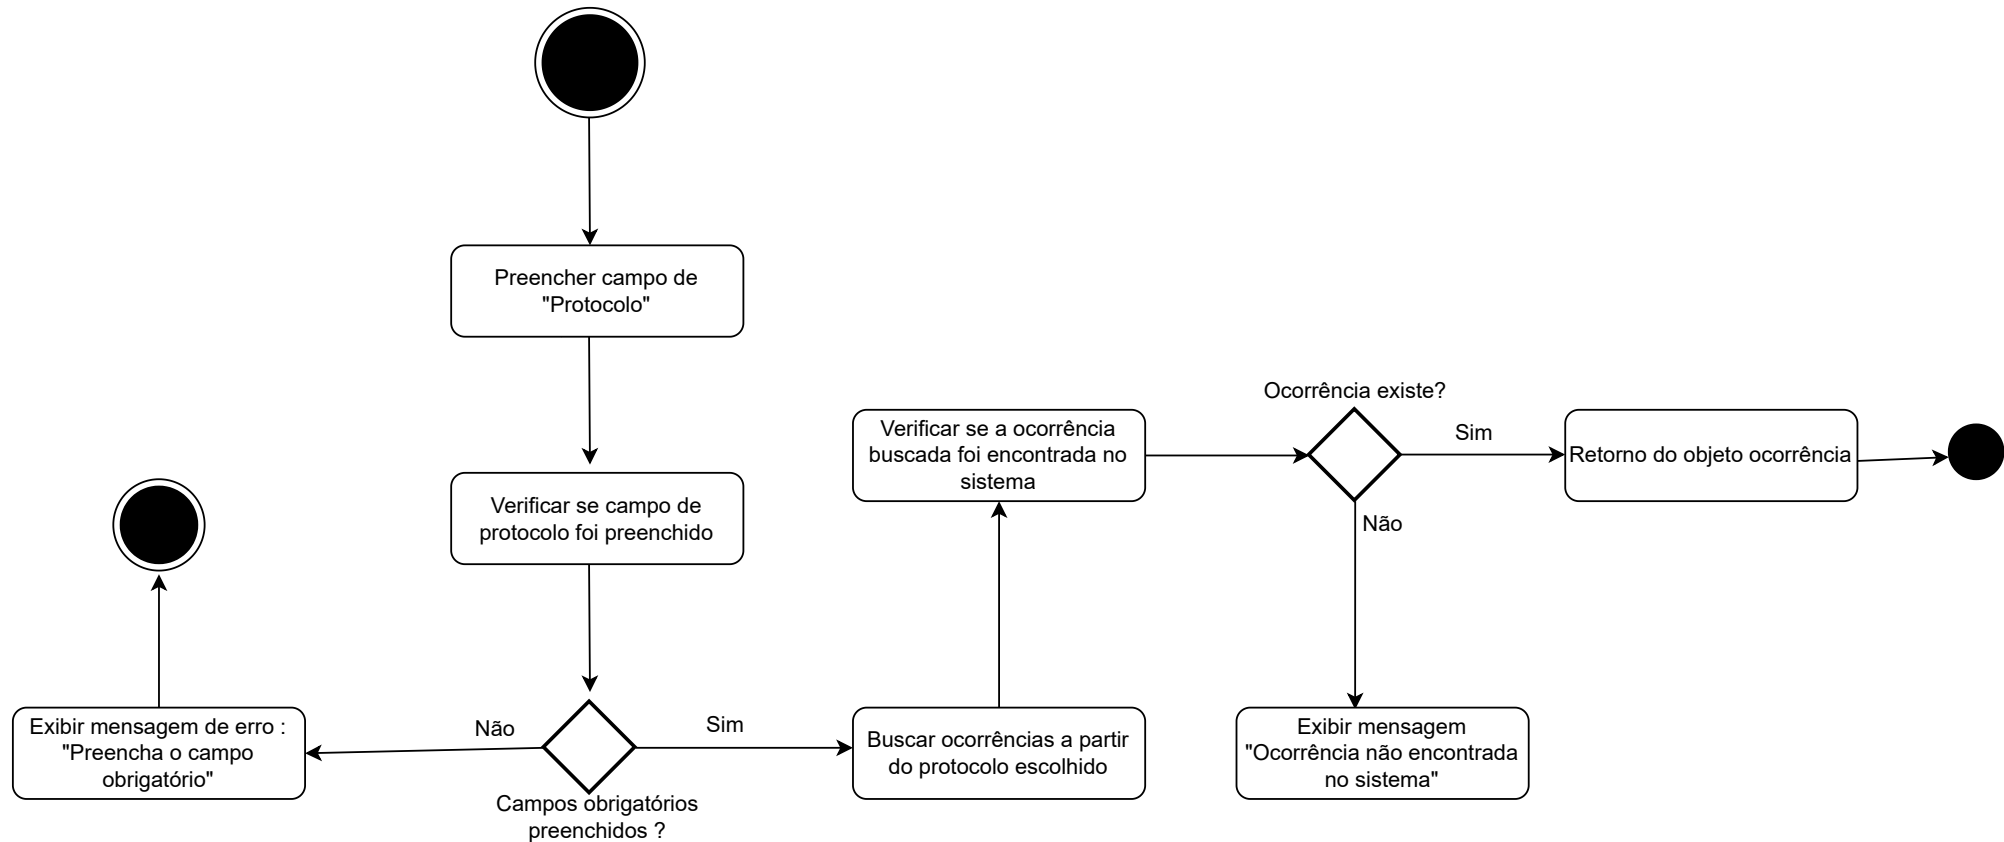 Preencher campo de
"Protocolo"
Verificar se campo de
protocolo foi preenchido
Campos obrigatórios
preenchidos ?
Não
Exibir mensagem de erro :
"Preencha o campo
obrigatório"
Sim
Buscar ocorrências a partir
do protocolo escolhido
Verificar se a ocorrência
buscada foi encontrada no
sistema
Ocorrência existe?
Sim
Retorno do objeto ocorrência
Não
Exibir mensagem
"Ocorrência não encontrada
no sistema"